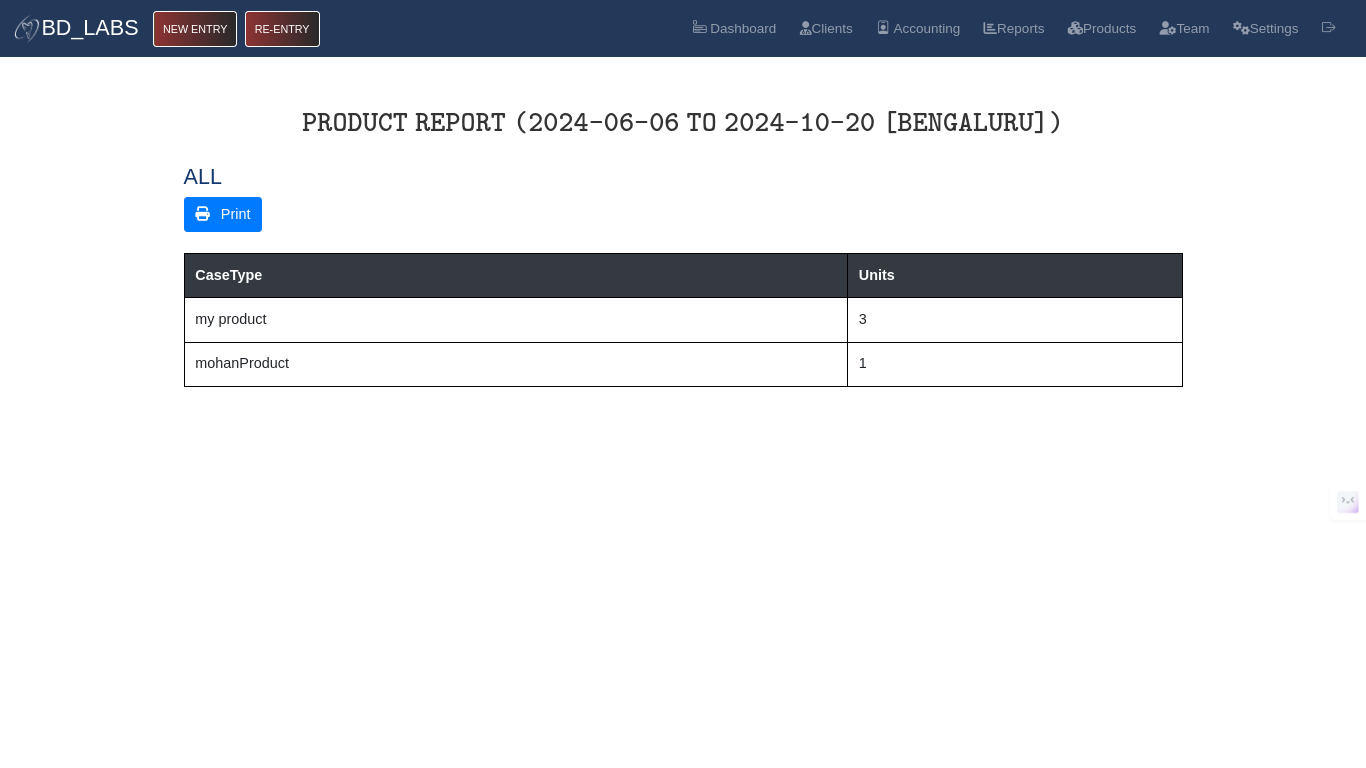 BD_LABS NEW ENTRY RE-ENTRY Dashboard Clients Accounting Reports Products Team Settings
PRODUCT REPORT (2024-06-06 TO 2024-10-20 [BENGALURU])
ALL
Print
CaseType Units
my product 3
mohanProduct 1